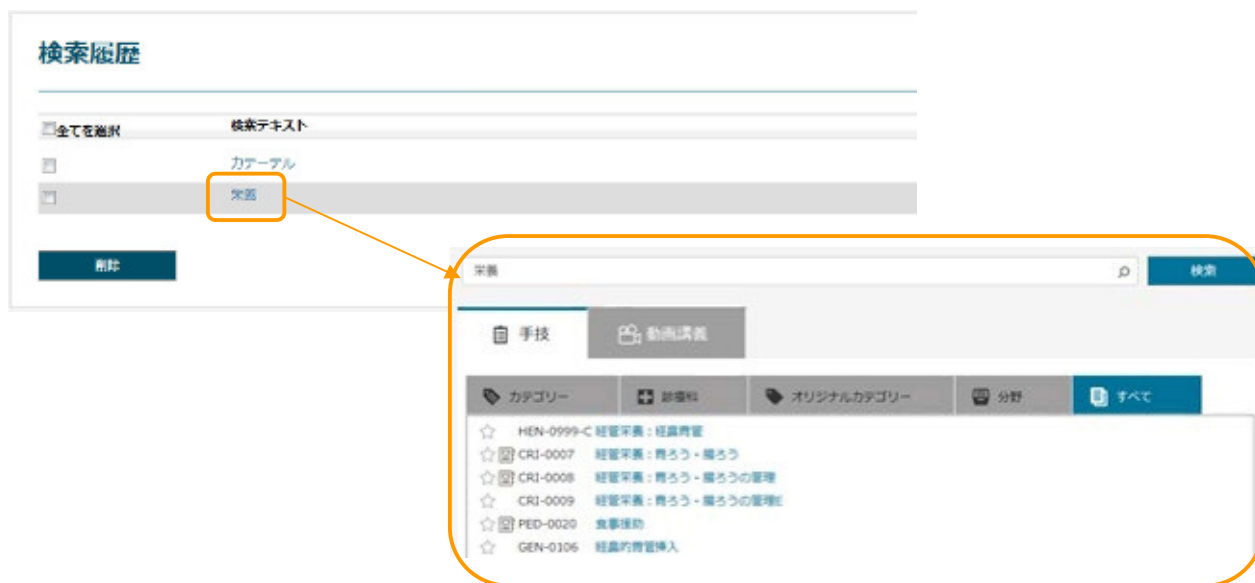 検索履歴
全てを選択 検索テキスト
カテーテル
栄養
削除
栄養 検索
手技 動画講義
カテゴリー 診療科 オリジナルカテゴリー 分野 すべて
HEN-0999-C 経管栄養：経鼻胃管
CRI-0007 経管栄養：胃ろう・腸ろう
CRI-0008 経管栄養：胃ろう・腸ろうの管理
CRI-0009 経管栄養：胃ろう・腸ろうの管理
PED-0020 食事援助
GEN-0106 経鼻的胃管挿入